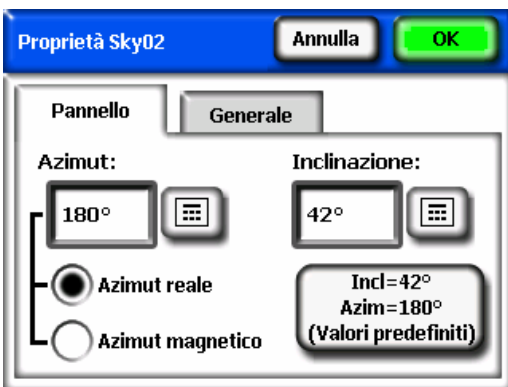 Proprietà Sky02
Annulla
OK
Pannello
Generale
Azimut:
Inclinazione:
180°
42°
Azimut reale
Azimut magnetico
Incl=42°
Azim=180°
(Valori predefiniti)